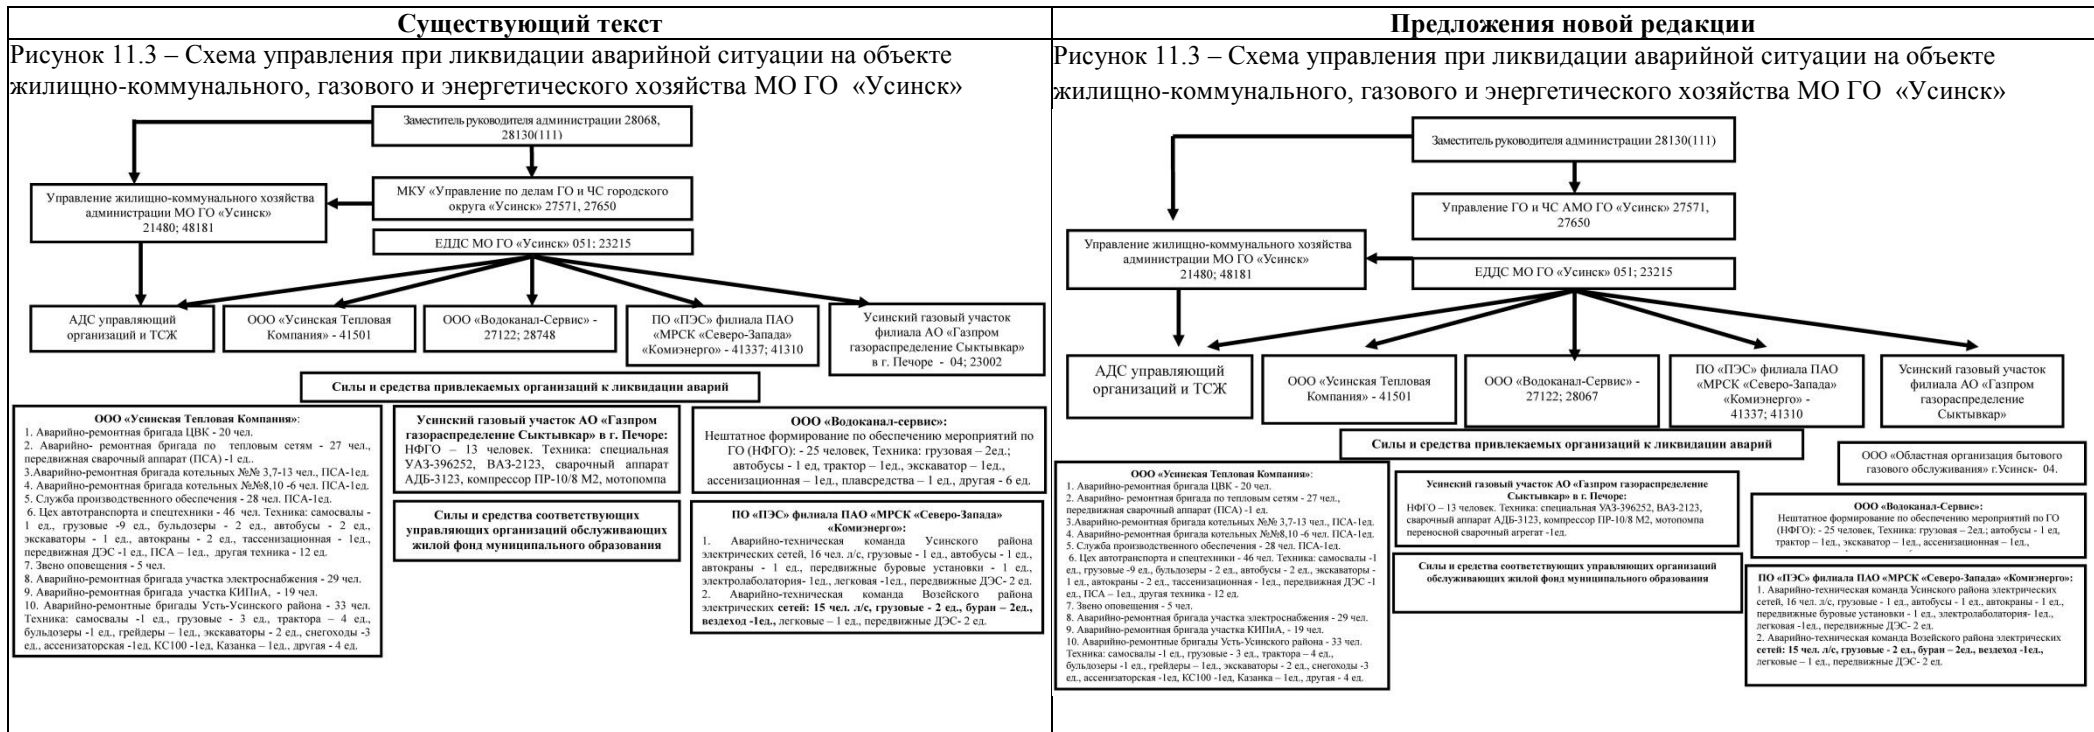 Существующий текст
Рисунок 11.3 – Схема управления при ликвидации аварийной ситуации на объекте
жилищно-коммунального, газового и энергетического хозяйства МО ГО «Усинск»
Заместитель руководителя администрации 28068,
28130(111)
Управление жилищно-коммунального хозяйства
администрации МО ГО «Усинск»
21480; 48181
МКУ «Управление по делам ГО и ЧС городского
округа «Усинск» 27571, 27650
ЕДДС МО ГО «Усинск» 051; 23215
АДС управляющий
организаций и ТСЖ
ООО «Усинская Тепловая
Компания» - 41501
ООО «Водоканал-Сервис» -
27122; 28748
ПО «ПЭС» филиала ПАО
«МРСК «Северо-Запада»
«Комиэнерго» - 41337; 41310
Усинский газовый участок
филиала АО «Газпром
газораспределение Сыктывкар»
в г. Печоре - 04; 23002
Силы и средства привлекаемых организаций к ликвидации аварий
ООО «Усинская Тепловая Компания»:
1. Аварийно-ремонтная бригада ЦВК - 20 чел.
2. Аварийно- ремонтная бригада по тепловым сетям - 27 чел.,
передвижная сварочный аппарат (ПСА) -1 ед..
3.Аварийно-ремонтная бригада котельных №№ 3,7-13 чел., ПСА-1ед.
4. Аварийно-ремонтная бригада котельных №№8,10 -6 чел. ПСА-1ед.
5. Служба производственного обеспечения - 28 чел. ПСА-1ед.
6. Цех автотранспорта и спецтехники - 46 чел. Техника: самосвалы -
1 ед., грузовые -9 ед., бульдозеры - 2 ед., автобусы - 2 ед.,
экскаваторы - 1 ед., автокраны - 2 ед., тассенизационная - 1ед.,
передвижная ДЭС -1 ед., ПСА – 1ед., другая техника - 12 ед.
7. Звено оповещения - 5 чел.
8. Аварийно-ремонтная бригада участка электроснабжения - 29 чел.
9. Аварийно-ремонтная бригада участка КИПиА, - 19 чел.
10. Аварийно-ремонтные бригады Усть-Усинского района - 33 чел.
Техника: самосвалы -1 ед., грузовые - 3 ед., трактора – 4 ед.,
бульдозеры -1 ед., грейдеры – 1ед., экскаваторы - 2 ед., снегоходы -3
ед., ассенизаторская -1ед, КС100 -1ед, Казанка – 1ед., другая - 4 ед.
Усинский газовый участок АО «Газпром
газораспределение Сыктывкар» в г. Печоре:
НФГО – 13 человек. Техника: специальная
УАЗ-396252, ВАЗ-2123, сварочный аппарат
АДБ-3123, компрессор ПР-10/8 М2, мотопомпа
Силы и средства соответствующих
управляющих организаций обслуживающих
жилой фонд муниципального образования
ООО «Водоканал-сервис»:
Нештатное формирование по обеспечению мероприятий по
ГО (НФГО): - 25 человек, Техника: грузовая – 2ед.;
автобусы - 1 ед, трактор – 1ед., экскаватор – 1ед.,
ассенизационная – 1ед., плавсредства – 1 ед., другая - 6 ед.
ПО «ПЭС» филиала ПАО «МРСК «Северо-Запада»
«Комиэнерго»:
1. Аварийно-техническая команда Усинского района
электрических сетей, 16 чел. л/с, грузовые - 1 ед., автобусы - 1 ед.,
автокраны - 1 ед., передвижные буровые установки - 1 ед.,
электролаболатория- 1ед., легковая -1ед., передвижные ДЭС- 2 ед.
2. Аварийно-техническая команда Возейского района
электрических сетей: 15 чел. л/с, грузовые - 2 ед., буран – 2ед.,
вездеход -1ед., легковые – 1 ед., передвижные ДЭС- 2 ед.
Предложения новой редакции
Рисунок 11.3 – Схема управления при ликвидации аварийной ситуации на объекте
жилищно-коммунального, газового и энергетического хозяйства МО ГО «Усинск»
Заместитель руководителя администрации 28130(111)
Управление ГО и ЧС АМО ГО «Усинск» 27571,
27650
Управление жилищно-коммунального хозяйства
администрации МО ГО «Усинск»
21480; 48181
ЕДДС МО ГО «Усинск» 051; 23215
АДС управляющий
организаций и ТСЖ
ООО «Усинская Тепловая
Компания» - 41501
ООО «Водоканал-Сервис» -
27122; 28067
ПО «ПЭС» филиала ПАО
«МРСК «Северо-Запада»
«Комиэнерго» -
41337; 41310
Усинский газовый участок
филиала АО «Газпром
газораспределение
Сыктывкар»
Силы и средства привлекаемых организаций к ликвидации аварий
ООО «Областная организация бытового
газового обслуживания» г.Усинск- 04.
ООО «Усинская Тепловая Компания»:
1. Аварийно-ремонтная бригада ЦВК - 20 чел.
2. Аварийно- ремонтная бригада по тепловым сетям - 27 чел.,
передвижная сварочный аппарат (ПСА) -1 ед.
3.Аварийно-ремонтная бригада котельных №№ 3,7-13 чел., ПСА-1ед.
4. Аварийно-ремонтная бригада котельных №№8,10 -6 чел. ПСА-1ед.
5. Служба производственного обеспечения - 28 чел. ПСА-1ед.
6. Цех автотранспорта и спецтехники - 46 чел. Техника: самосвалы -1
ед., грузовые -9 ед., бульдозеры - 2 ед., автобусы - 2 ед., экскаваторы -
1 ед., автокраны - 2 ед., тассенизационная - 1ед., передвижная ДЭС -1
ед., ПСА – 1ед., другая техника - 12 ед.
7. Звено оповещения - 5 чел.
8. Аварийно-ремонтная бригада участка электроснабжения - 29 чел.
9. Аварийно-ремонтная бригада участка КИПиА, - 19 чел.
10. Аварийно-ремонтные бригады Усть-Усинского района - 33 чел.
Техника: самосвалы -1 ед., грузовые - 3 ед., трактора – 4 ед.,
бульдозеры -1 ед., грейдеры – 1ед., экскаваторы - 2 ед., снегоходы -3
ед., ассенизаторская -1ед, КС100 -1ед, Казанка – 1ед., другая - 4 ед.
Усинский газовый участок АО «Газпром газораспределение
Сыктывкар» в г. Печоре:
НФГО – 13 человек. Техника: специальная УАЗ-396252, ВАЗ-2123,
сварочный аппарат АДБ-3123, компрессор ПР-10/8 М2, мотопомпа
переносной сварочный агрегат -1ед.
Силы и средства соответствующих управляющих организаций
обслуживающих жилой фонд муниципального образования
ООО «Водоканал-Сервис»:
Нештатное формирование по обеспечению мероприятий по ГО
(НФГО): - 25 человек, Техника: грузовая – 2ед.; автобусы - 1 ед,
трактор – 1ед., экскаватор – 1ед., ассенизационная – 1ед.,
ПО «ПЭС» филиала ПАО «МРСК «Северо-Запада» «Комиэнерго»:
1. Аварийно-техническая команда Усинского района электрических
сетей, 16 чел. л/с, грузовые - 1 ед., автобусы - 1 ед., автокраны - 1 ед.,
передвижные буровые установки - 1 ед., электролаболатория- 1ед.,
легковая -1ед., передвижные ДЭС- 2 ед.
2. Аварийно-техническая команда Возейского района электрических
сетей: 15 чел. л/с, грузовые - 2 ед., буран – 2ед., вездеход -1ед.,
легковые – 1 ед., передвижные ДЭС- 2 ед.